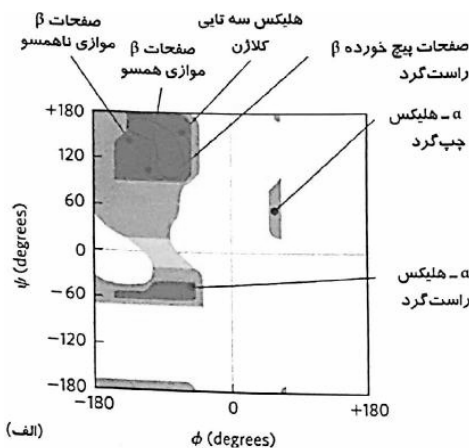 صفحات β
موازی ناهمسو
صفحات β
موازی همسو
هلیکس سه تایی
کلاژن
صفحات پیچ خورده β
راست‌گرد
α ـ هلیکس
چپ‌گرد
α ـ هلیکس
راست‌گرد
+180
120
60
0
−60
−120
−180
ψ (degrees)
−180
0
+180
ϕ (degrees)
(الف)